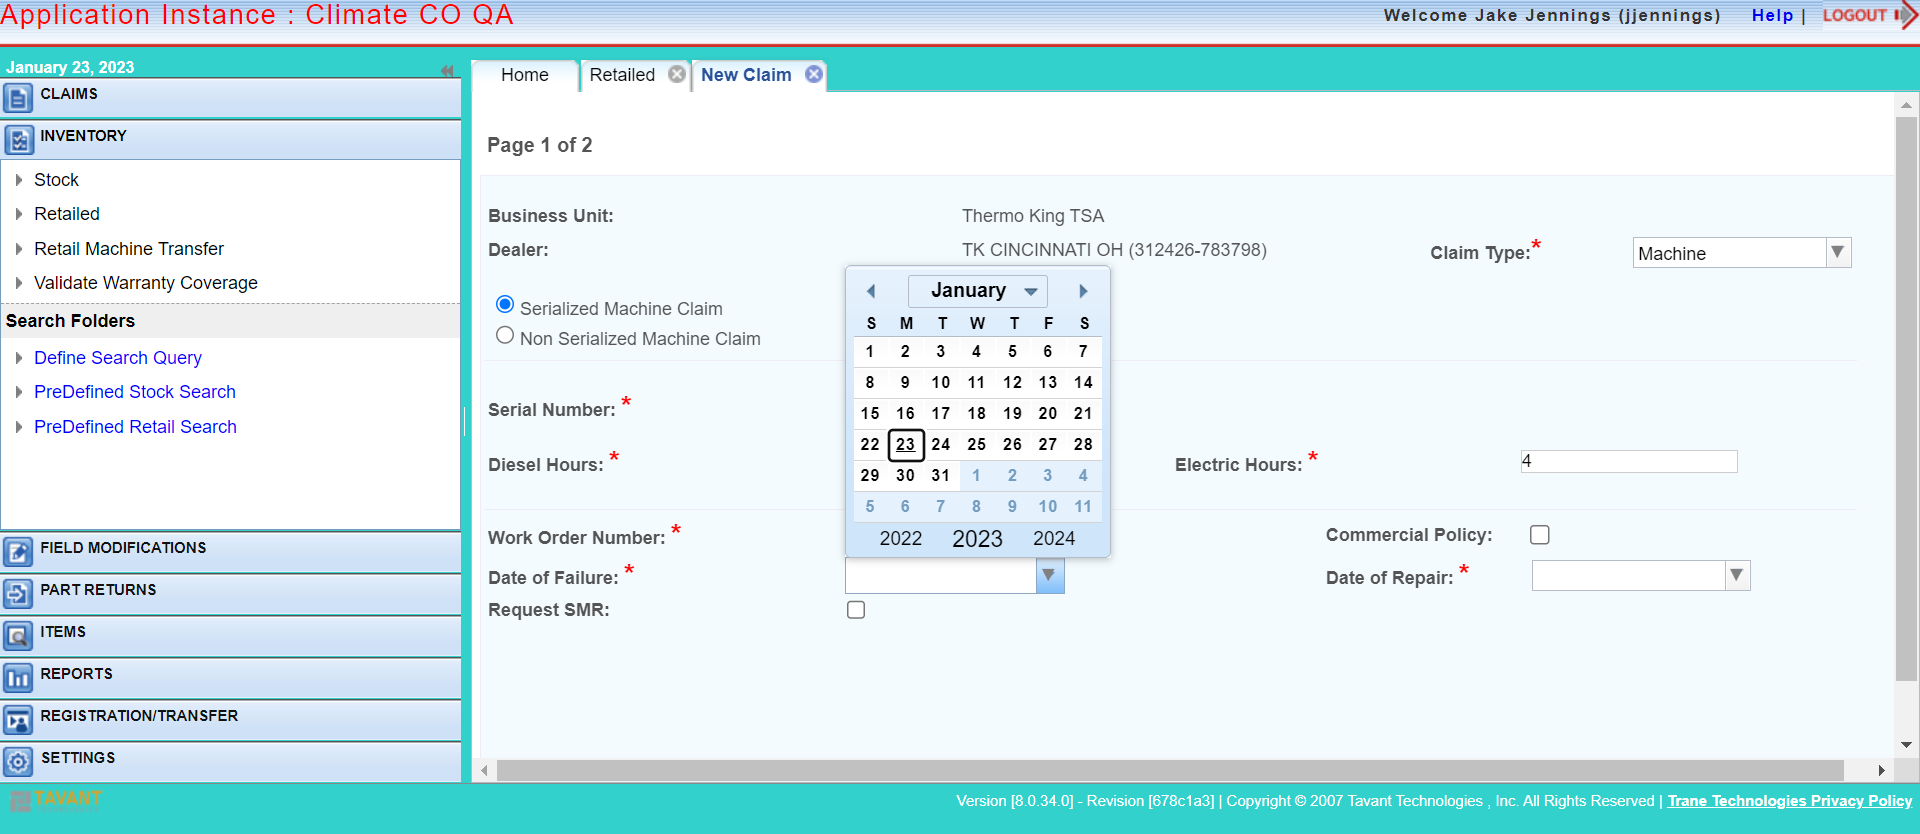 Application Instance : Climate CO QA
Welcome Jake Jennings (jjennings)
Help |
LOGOUT
January 23, 2023
CLAIMS
INVENTORY
Stock
Retailed
Retail Machine Transfer
Validate Warranty Coverage
Search Folders
Define Search Query
PreDefined Stock Search
PreDefined Retail Search
FIELD MODIFICATIONS
PART RETURNS
ITEMS
REPORTS
REGISTRATION/TRANSFER
SETTINGS
Home
Retailed
New Claim
Page 1 of 2
Business Unit:
Thermo King TSA
Dealer:
TK CINCINNATI OH (312426-783798)
Claim Type:*
Machine
Serialized Machine Claim
Non Serialized Machine Claim
January
S M T W T F S
1 2 3 4 5 6 7
8 9 10 11 12 13 14
15 16 17 18 19 20 21
22 23 24 25 26 27 28
29 30 31 1 2 3 4
5 6 7 8 9 10 11
2022 2023 2024
Serial Number: *
Diesel Hours: *
Electric Hours: *
4
Work Order Number: *
Commercial Policy:
Date of Failure: *
Date of Repair: *
Request SMR:
TAVANT
Version [8.0.34.0] - Revision [678c1a3] | Copyright © 2007 Tavant Technologies , Inc. All Rights Reserved | Trane Technologies Privacy Policy